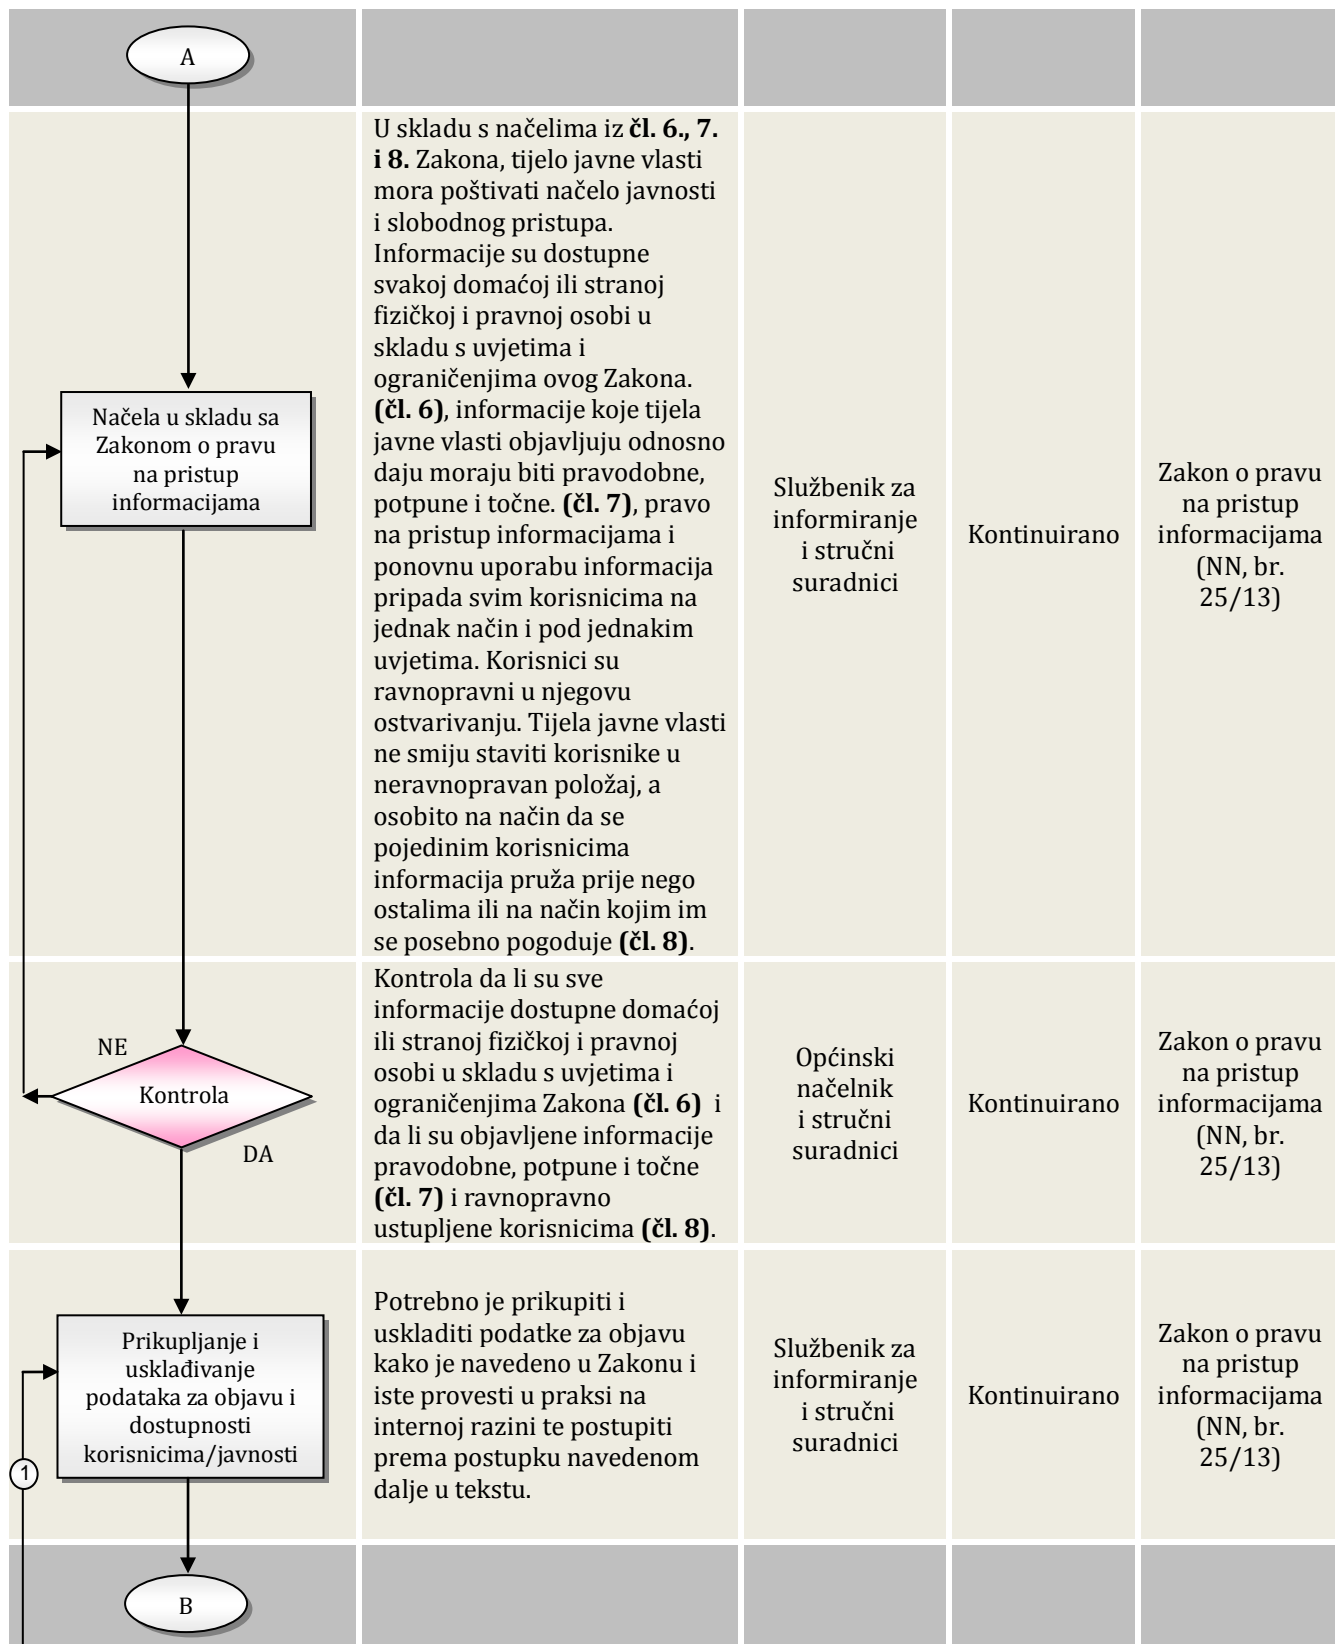 A
Načela u skladu sa
Zakonom o pravu
na pristup
informacijama
U skladu s načelima iz čl. 6., 7.
i 8. Zakona, tijelo javne vlasti
mora poštivati načelo javnosti
i slobodnog pristupa.
Informacije su dostupne
svakoj domaćoj ili stranoj
fizičkoj i pravnoj osobi u
skladu s uvjetima i
ograničenjima ovog Zakona.
(čl. 6), informacije koje tijela
javne vlasti objavljuju odnosno
daju moraju biti pravodobne,
potpune i točne. (čl. 7), pravo
na pristup informacijama i
ponovnu uporabu informacija
pripada svim korisnicima na
jednak način i pod jednakim
uvjetima. Korisnici su
ravnopravni u njegovu
ostvarivanju. Tijela javne vlasti
ne smiju staviti korisnike u
neravnopravan položaj, a
osobito na način da se
pojedinim korisnicima
informacija pruža prije nego
ostalima ili na način kojim im
se posebno pogoduje (čl. 8).
Službenik za
informiranje
i stručni
suradnici
Kontinuirano
Zakon o pravu
na pristup
informacijama
(NN, br.
25/13)
NE
Kontrola
DA
Kontrola da li su sve
informacije dostupne domaćoj
ili stranoj fizičkoj i pravnoj
osobi u skladu s uvjetima i
ograničenjima Zakona (čl. 6) i
da li su objavljene informacije
pravodobne, potpune i točne
(čl. 7) i ravnopravno
ustupljene korisnicima (čl. 8).
Općinski
načelnik
i stručni
suradnici
Kontinuirano
Zakon o pravu
na pristup
informacijama
(NN, br.
25/13)
Prikupljanje i
usklađivanje
podataka za objavu i
dostupnosti
korisnicima/javnosti
1
Potrebno je prikupiti i
uskladiti podatke za objavu
kako je navedeno u Zakonu i
iste provesti u praksi na
internoj razini te postupiti
prema postupku navedenom
dalje u tekstu.
Službenik za
informiranje
i stručni
suradnici
Kontinuirano
Zakon o pravu
na pristup
informacijama
(NN, br.
25/13)
B